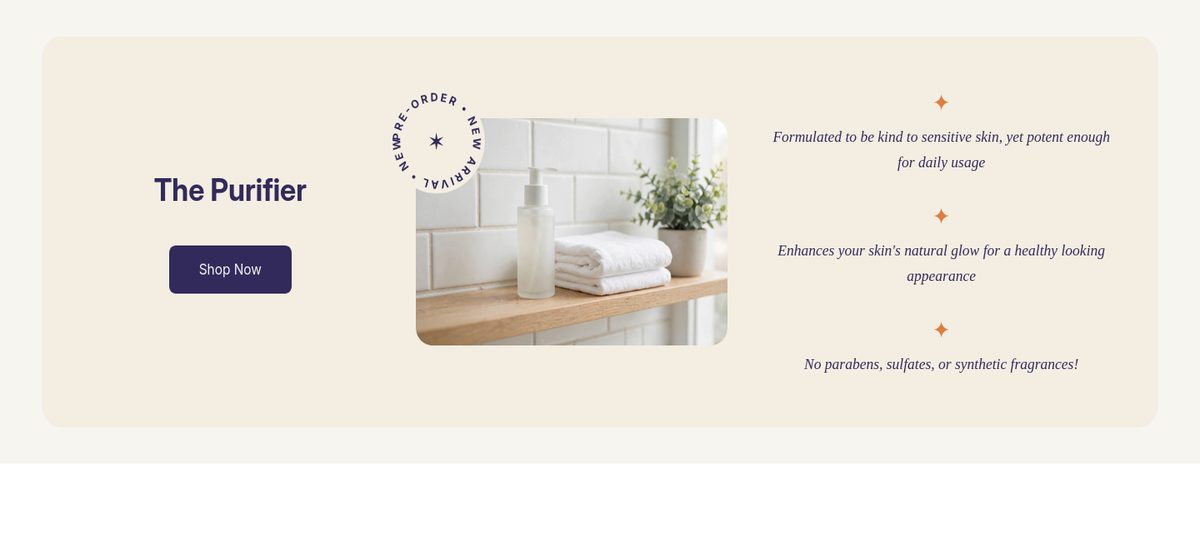 The Purifier
Shop Now
PRE-ORDER • NEW ARRIVAL • NEW
Formulated to be kind to sensitive skin, yet potent enough
for daily usage
Enhances your skin's natural glow for a healthy looking
appearance
No parabens, sulfates, or synthetic fragrances!